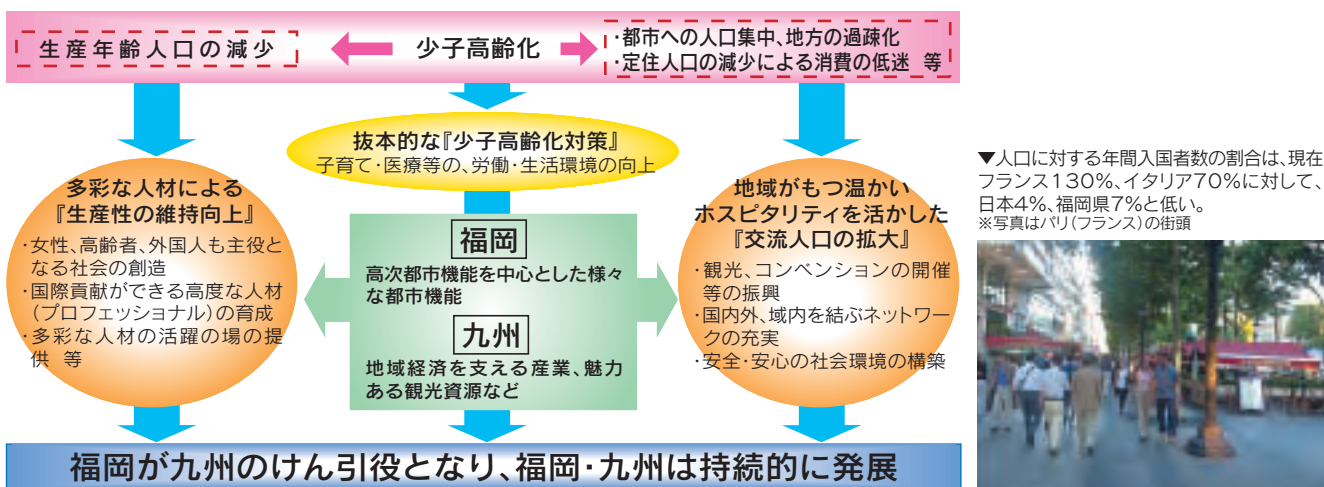 生産年齢人口の減少
少子高齢化
・都市への人口集中、地方の過疎化
・定住人口の減少による消費の低迷 等
抜本的な『少子高齢化対策』
子育て・医療等の、労働・生活環境の向上
多彩な人材による
『生産性の維持向上』
・女性、高齢者、外国人も主役と
なる社会の創造
・国際貢献ができる高度な人材
(プロフェッショナル)の育成
・多彩な人材の活躍の場の提
供 等
福岡
高次都市機能を中心とした様々
な都市機能
九州
地域経済を支える産業、魅力
ある観光資源など
地域がもつ温かい
ホスピタリティを活かした
『交流人口の拡大』
・観光、コンベンションの開催
等の振興
・国内外、域内を結ぶネットワー
クの充実
・安全・安心の社会環境の構築
福岡が九州のけん引役となり、福岡・九州は持続的に発展
▼人口に対する年間入国者数の割合は、現在
フランス130%、イタリア70%に対して、
日本4%、福岡県7%と低い。
※写真はパリ(フランス)の街頭